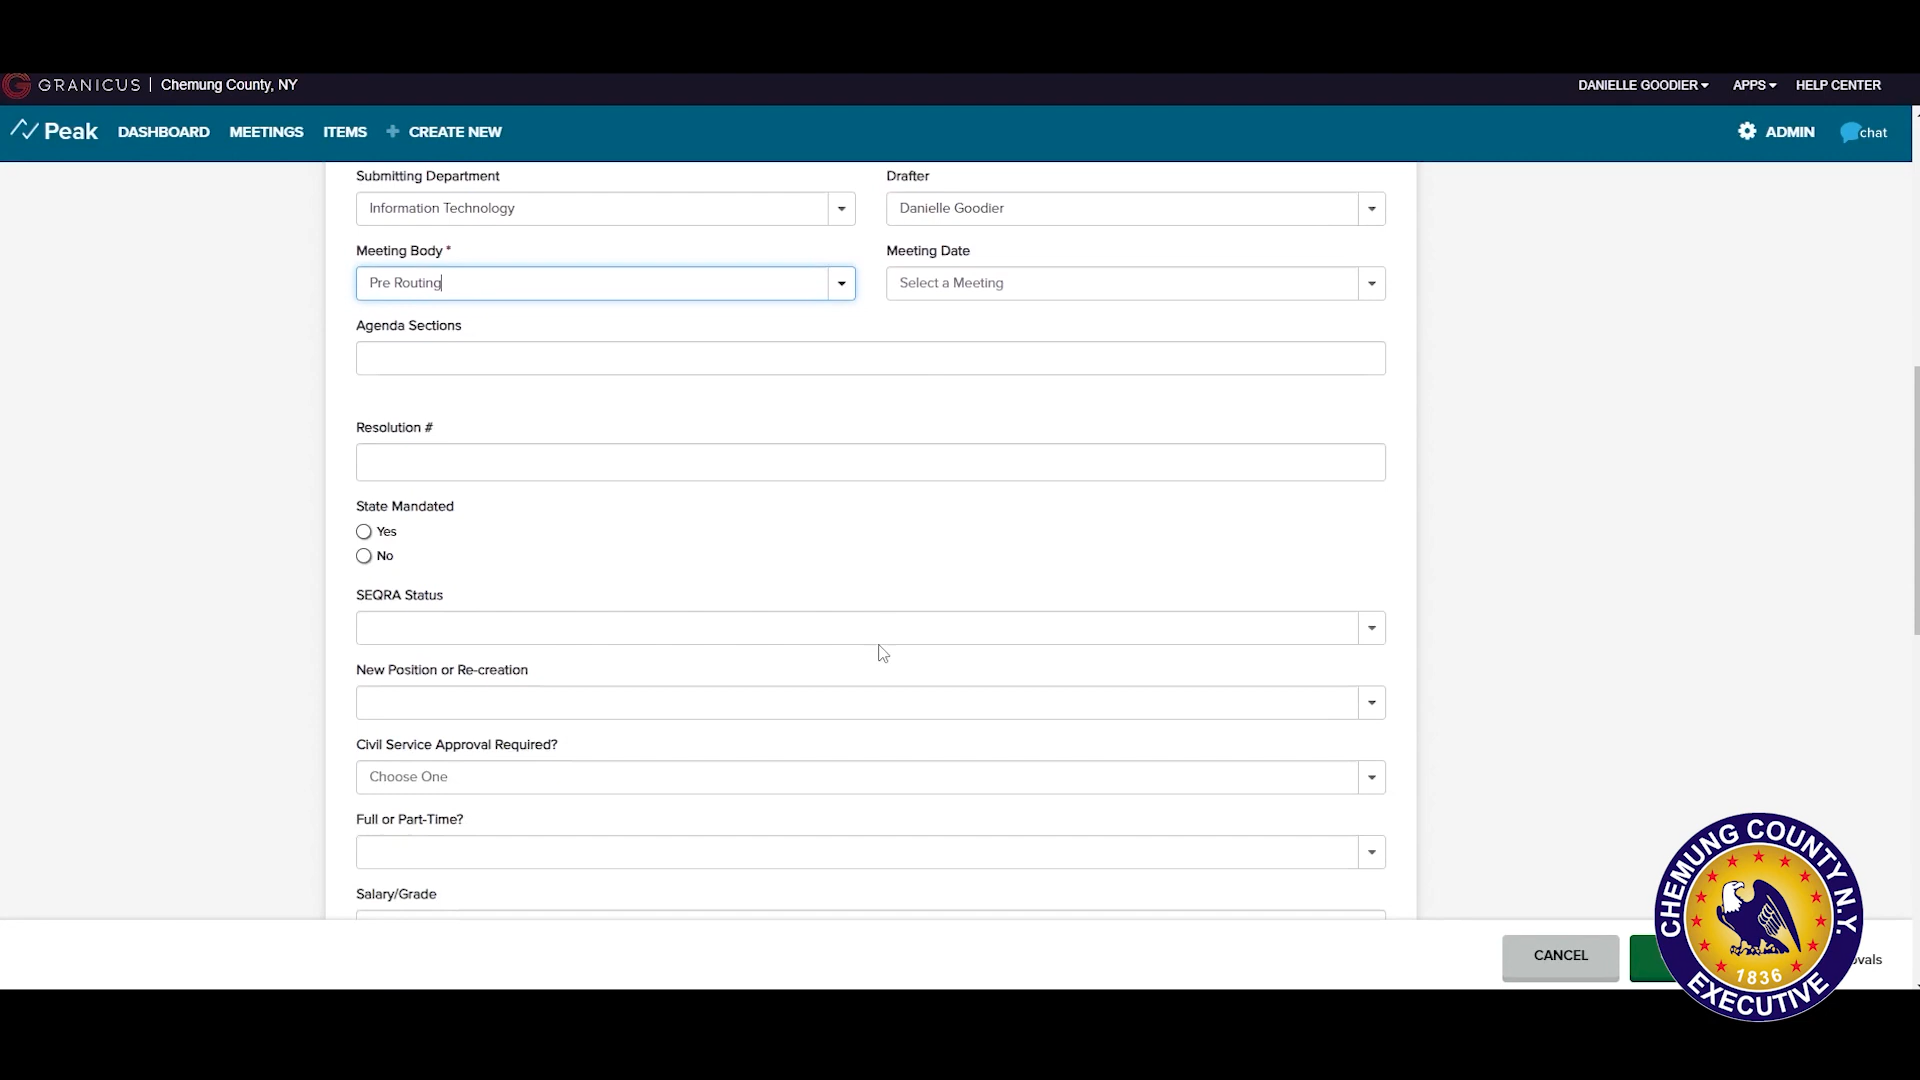 GRANICUS | Chemung County, NY
DANIELLE GOODIER
APPS
HELP CENTER
Peak
DASHBOARD
MEETINGS
ITEMS
+ CREATE NEW
ADMIN
chat
Submitting Department
Drafter
Information Technology
Danielle Goodier
Meeting Body *
Meeting Date
Pre Routing
Select a Meeting
Agenda Sections
Resolution #
State Mandated
Yes
No
SEQRA Status
New Position or Re-creation
Civil Service Approval Required?
Choose One
Full or Part-Time?
Salary/Grade
CANCEL
ovals
CHEMUNG COUNTY N.Y.
1836
EXECUTIVE